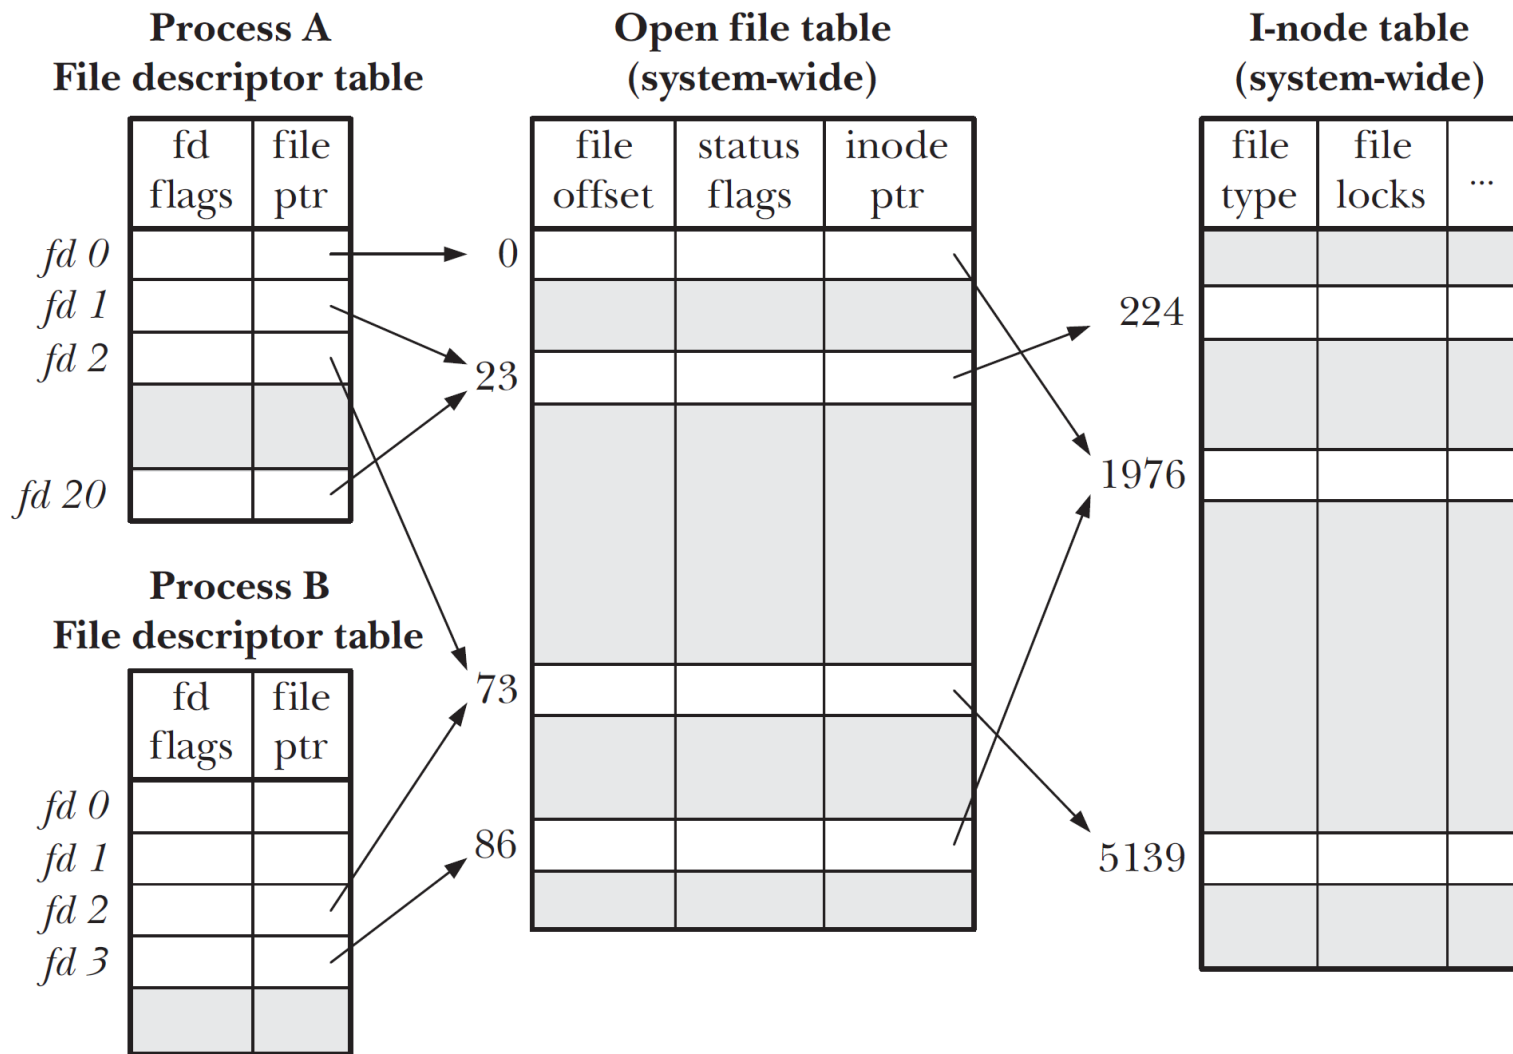 Process A
File descriptor table
fd flags
file ptr
fd 0
fd 1
fd 2
fd 20
Process B
File descriptor table
fd flags
file ptr
fd 0
fd 1
fd 2
fd 3
Open file table
(system-wide)
file offset
status flags
inode ptr
0
23
73
86
I-node table
(system-wide)
file type
file locks
...
224
1976
5139